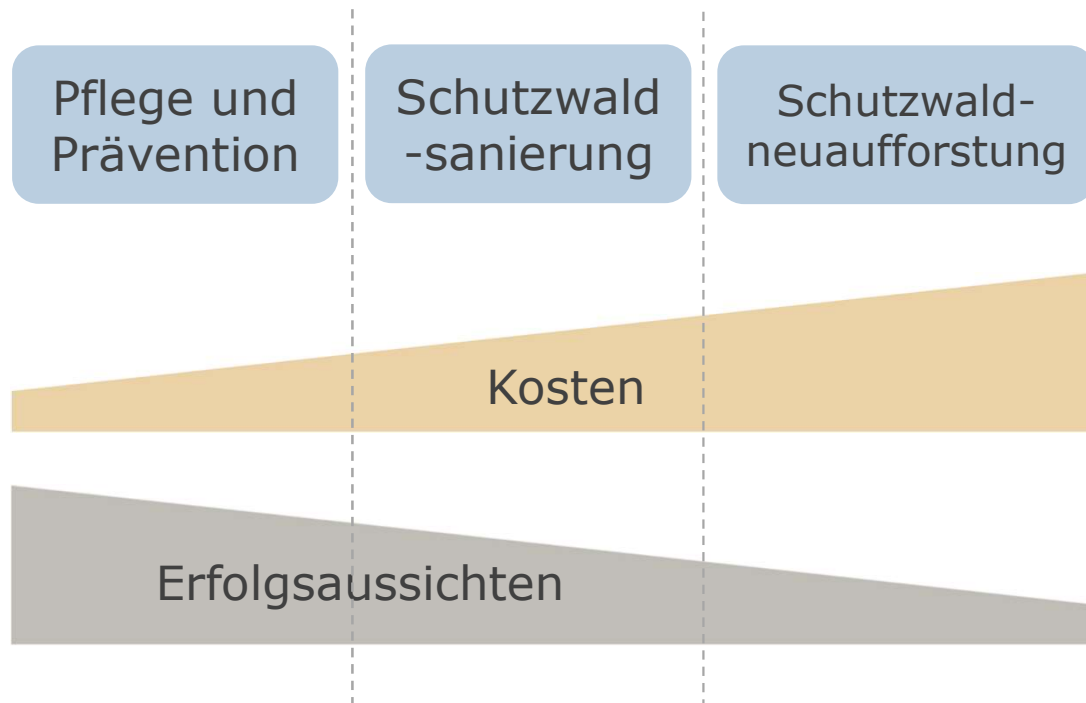 Pflege und
Prävention
Schutzwald
-sanierung
Schutzwald-
neuaufforstung
Kosten
Erfolgsaussichten